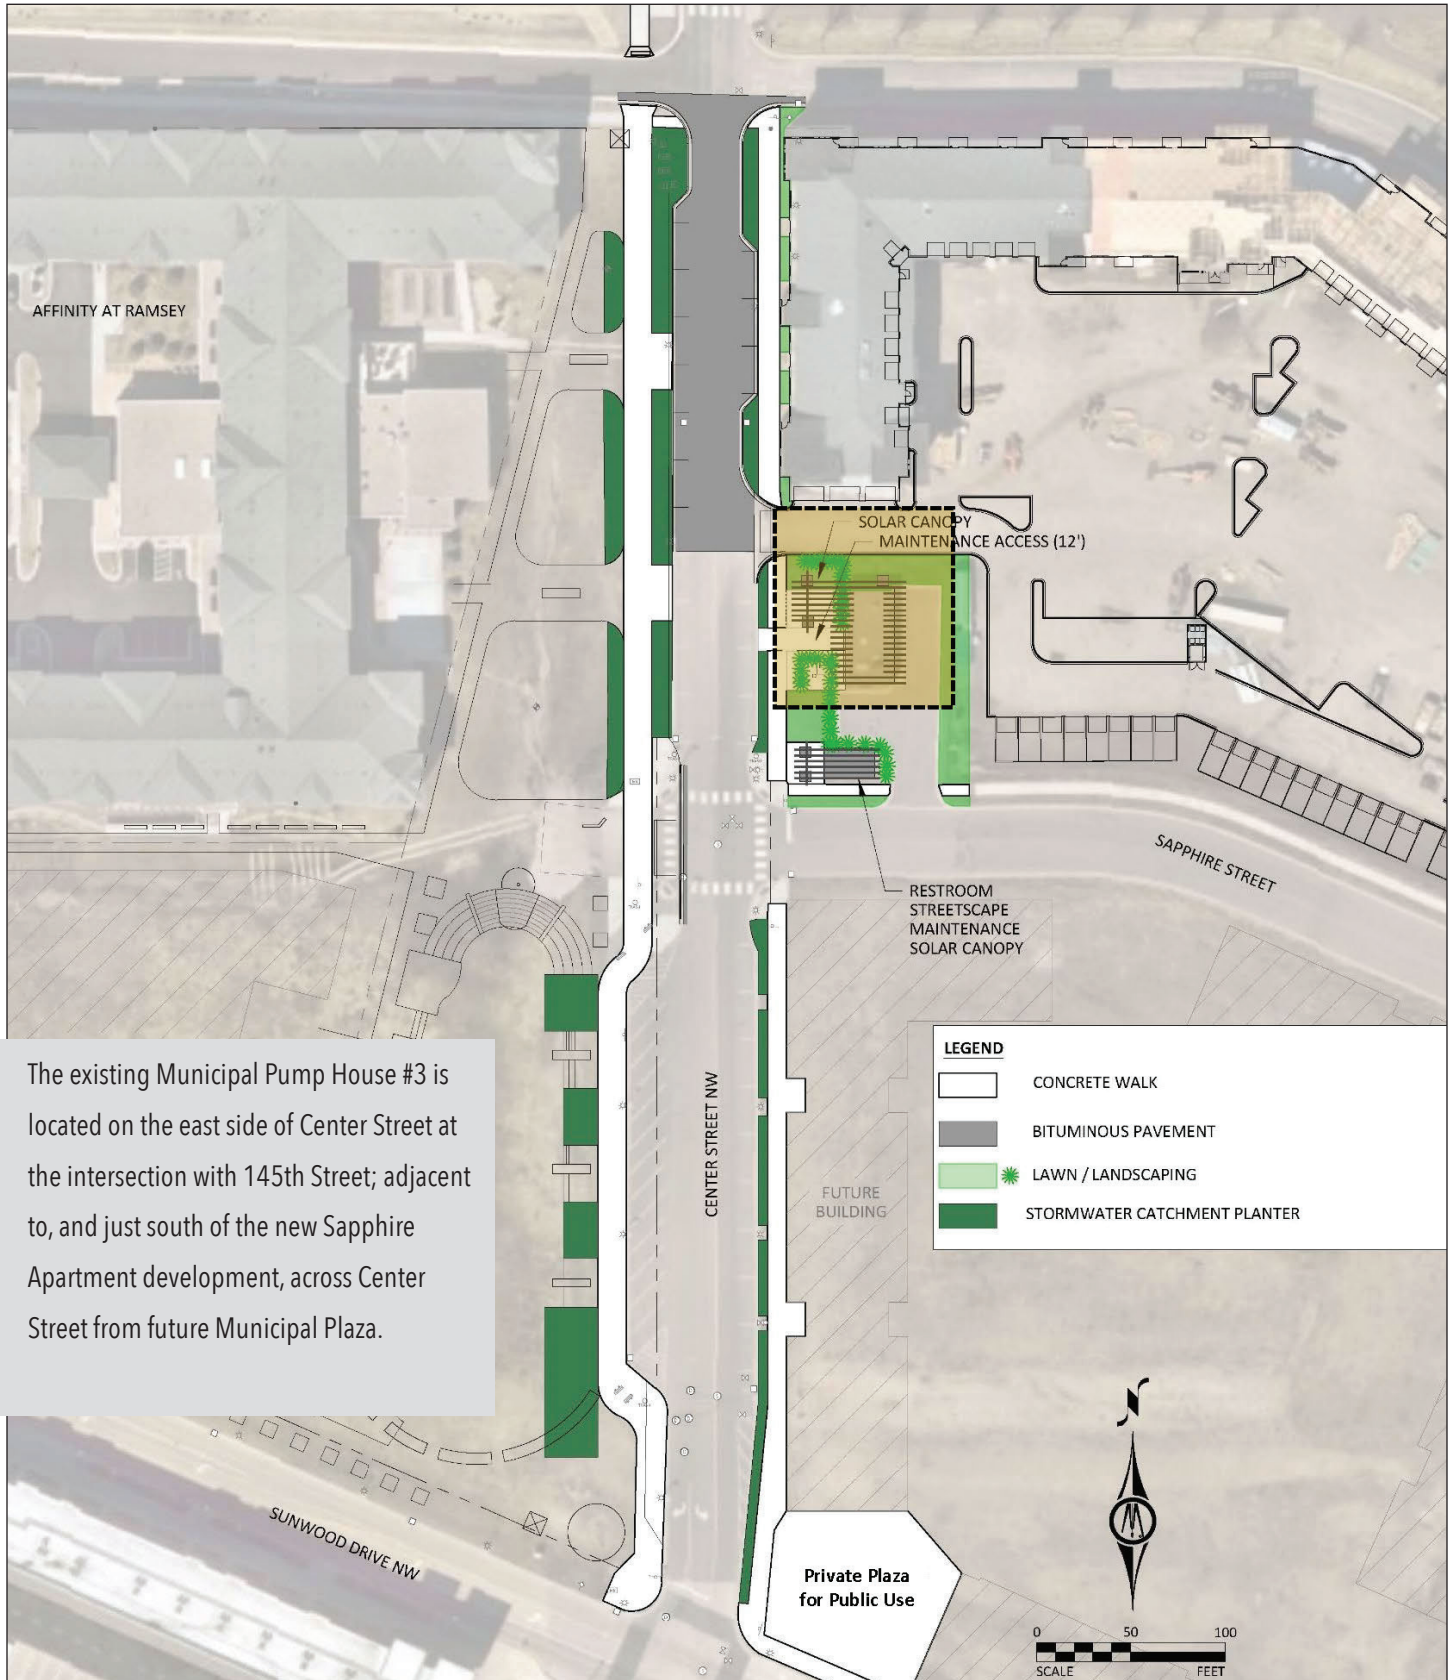 AFFINITY AT RAMSEY
SOLAR CANOPY
MAINTENANCE ACCESS (12')
SAPPHIRE STREET
RESTROOM
STREETSCAPE
MAINTENANCE
SOLAR CANOPY
The existing Municipal Pump House #3 is
located on the east side of Center Street at
the intersection with 145th Street; adjacent
to, and just south of the new Sapphire
Apartment development, across Center
Street from future Municipal Plaza.
CENTER STREET NW
FUTURE
BUILDING
LEGEND
CONCRETE WALK
BITUMINOUS PAVEMENT
LAWN / LANDSCAPING
STORMWATER CATCHMENT PLANTER
SUNWOOD DRIVE NW
Private Plaza
for Public Use
N
0 50 100
SCALE FEET